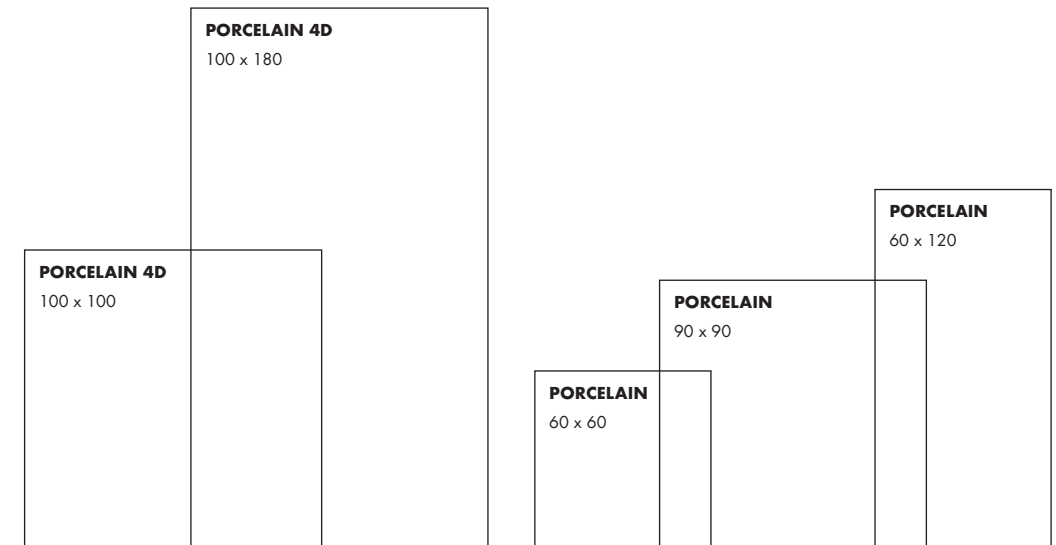 PORCELAIN 4D
100 x 180
PORCELAIN 4D
100 x 100
PORCELAIN
60 x 120
PORCELAIN
90 x 90
PORCELAIN
60 x 60